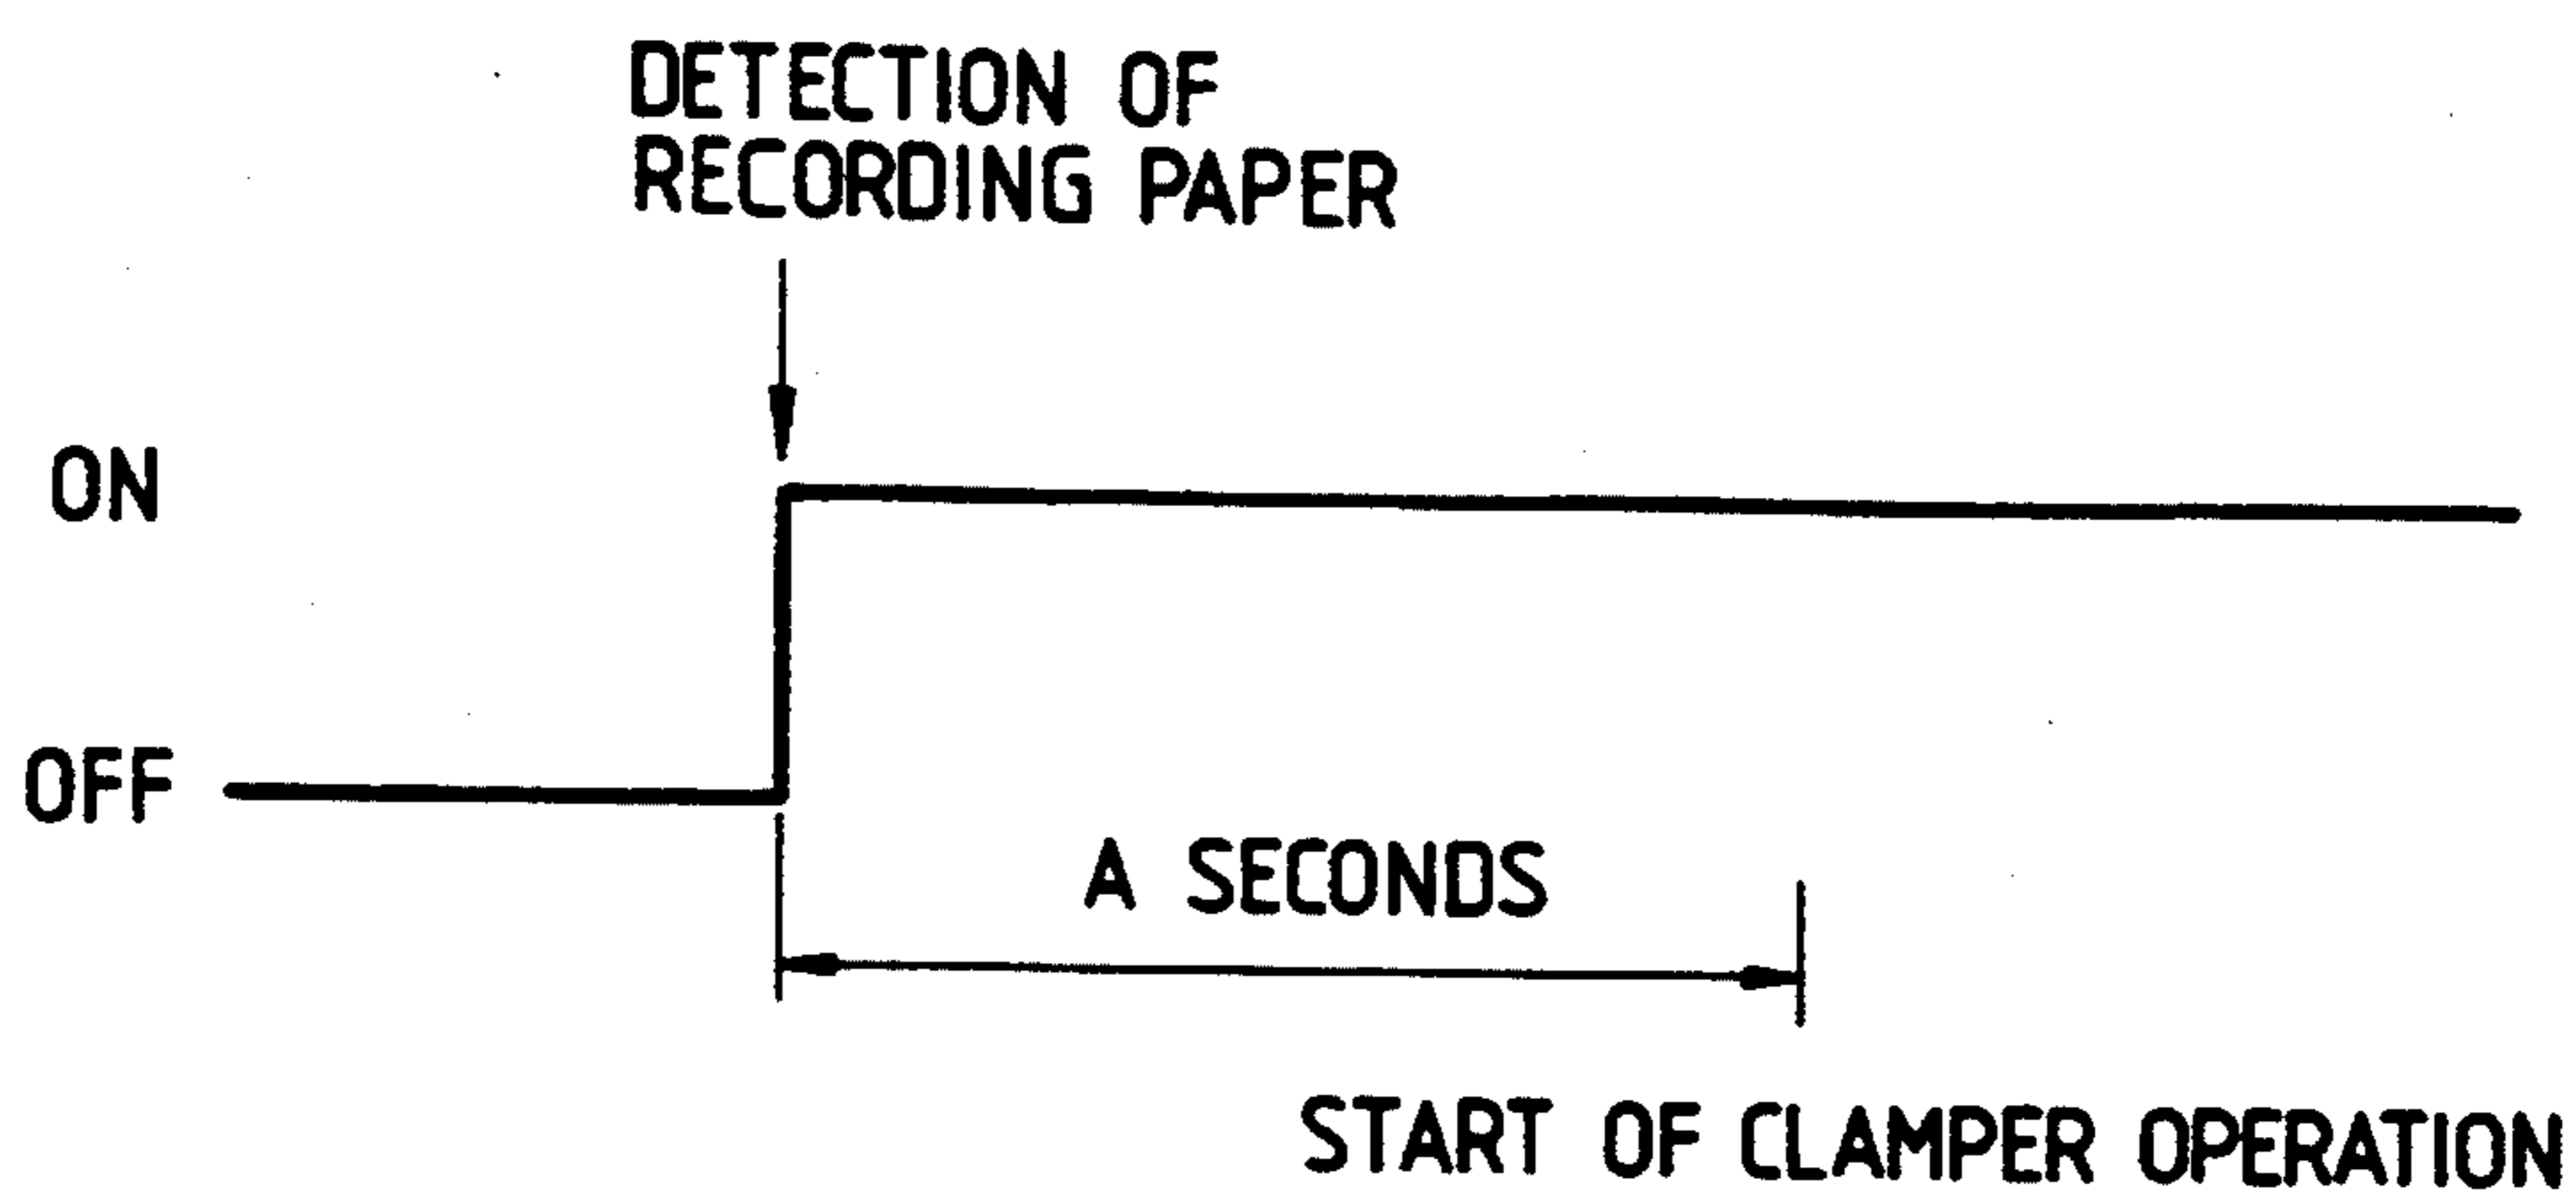 DETECTION OF
RECORDING PAPER
ON
OFF
A SECONDS
START OF CLAMPER OPERATION